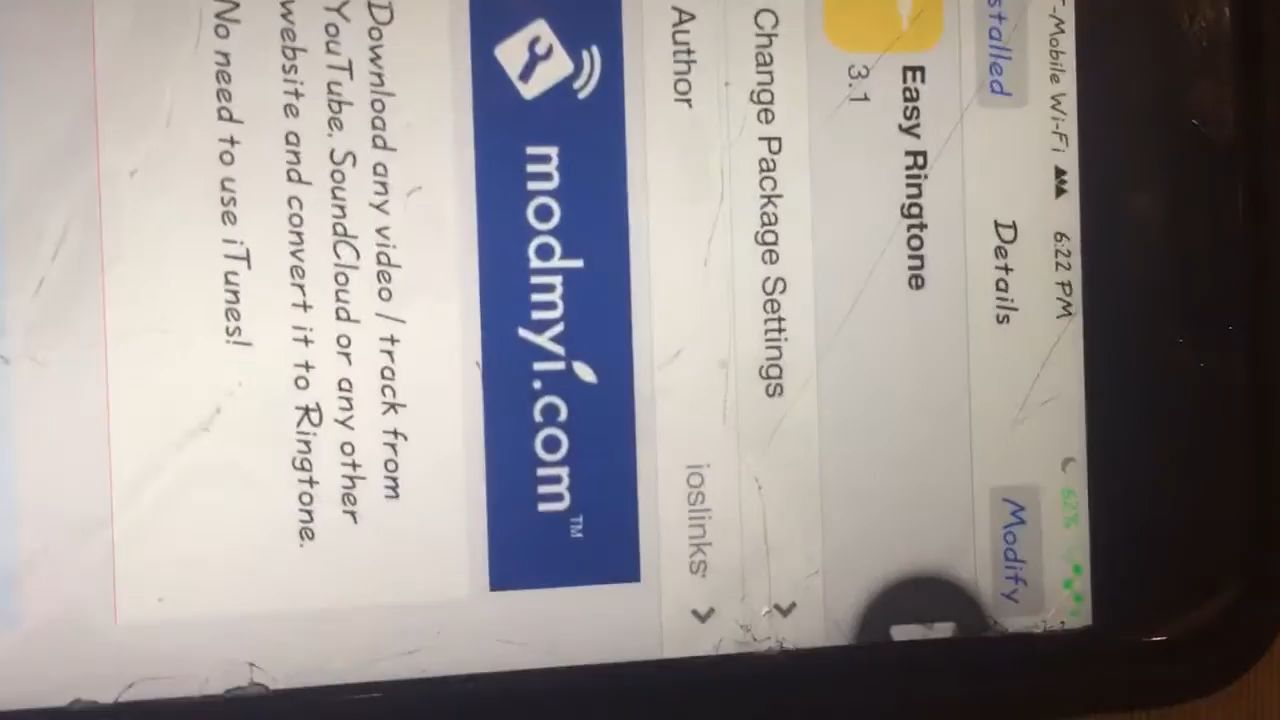 -Mobile Wi-Fi 6:22 PM 62%
stalled Details Modify
Easy Ringtone
3.1
Change Package Settings
Author ioslinks
modmyi.com™
Download any video / track from
YouTube, SoundCloud or any other
website and convert it to Ringtone.
No need to use iTunes!